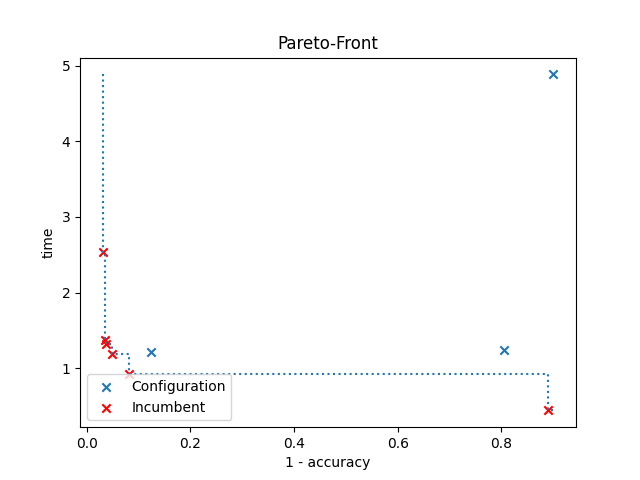 Pareto-Front
5
4
3
2
1
time
Configuration
Incumbent
0.0 0.2 0.4 0.6 0.8
1 - accuracy